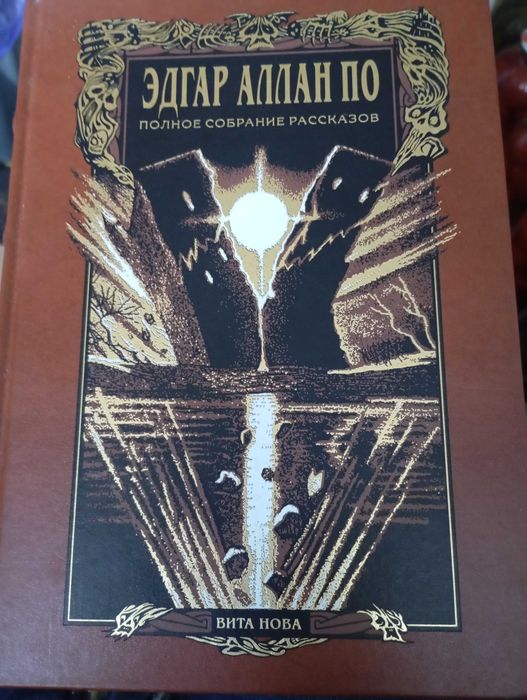 ЭДГАР АЛЛАН ПО
ПОЛНОЕ СОБРАНИЕ РАССКАЗОВ
ВИТА НОВА